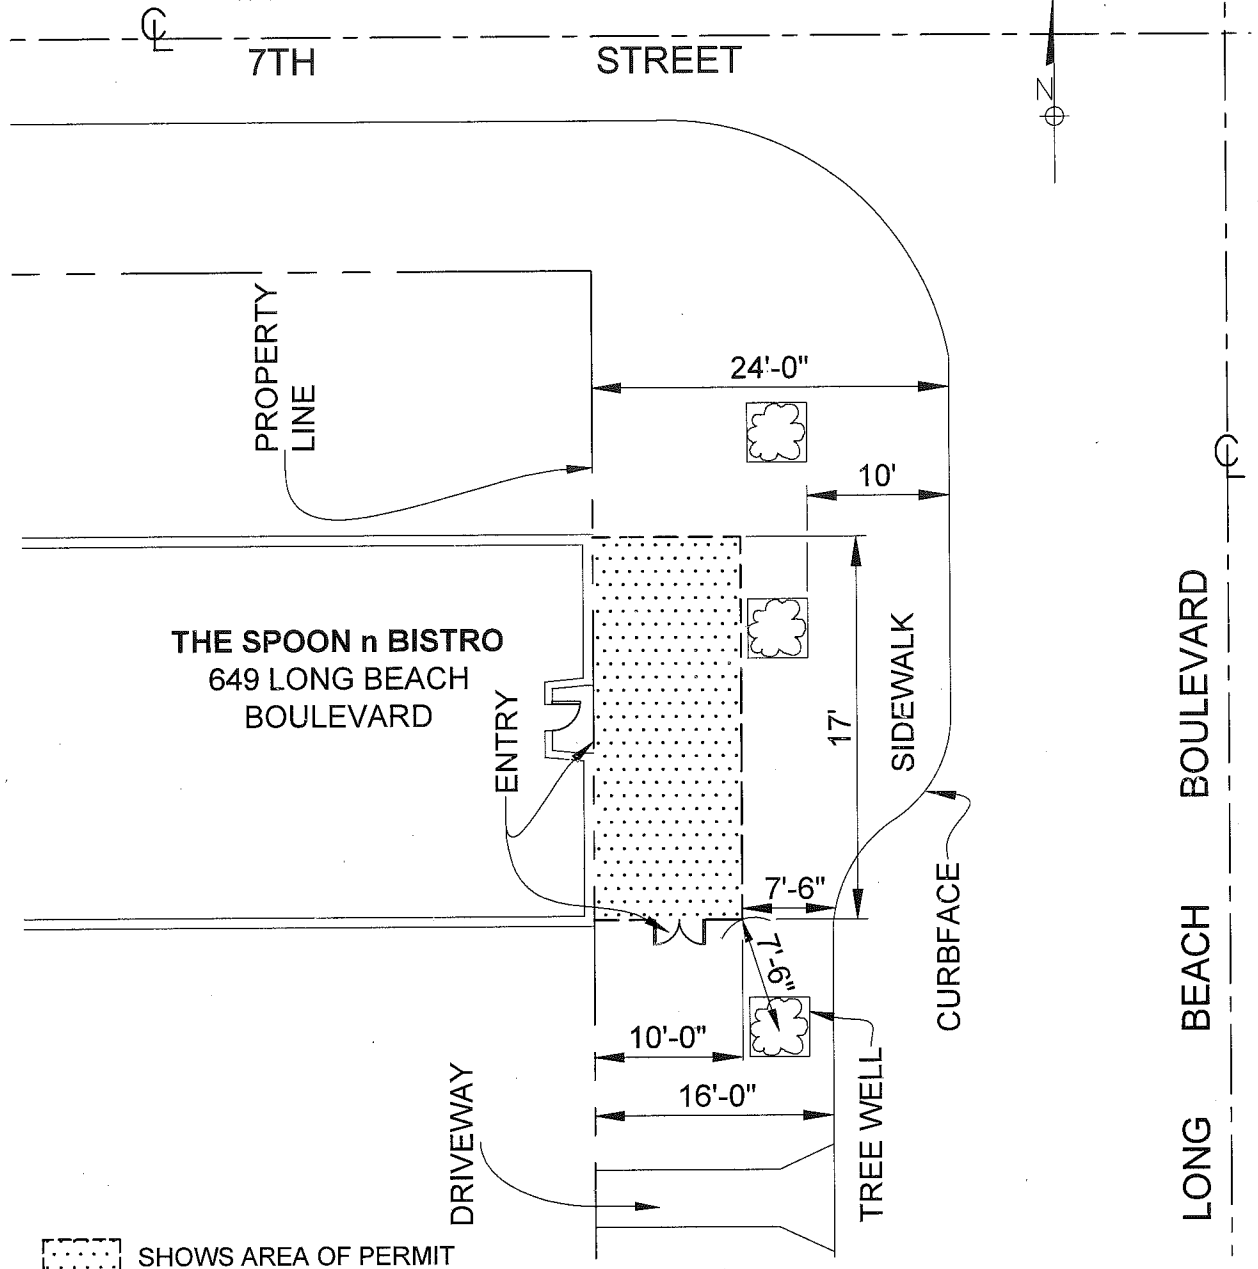 ℄
7TH STREET
N
PROPERTY
LINE
24'-0"
10'
℄
THE SPOON n BISTRO
649 LONG BEACH
BOULEVARD
ENTRY
17'
SIDEWALK
LONG BEACH BOULEVARD
7'-6"
7'-9"
CURBFACE
10'-0"
16'-0"
TREE WELL
DRIVEWAY
SHOWS AREA OF PERMIT